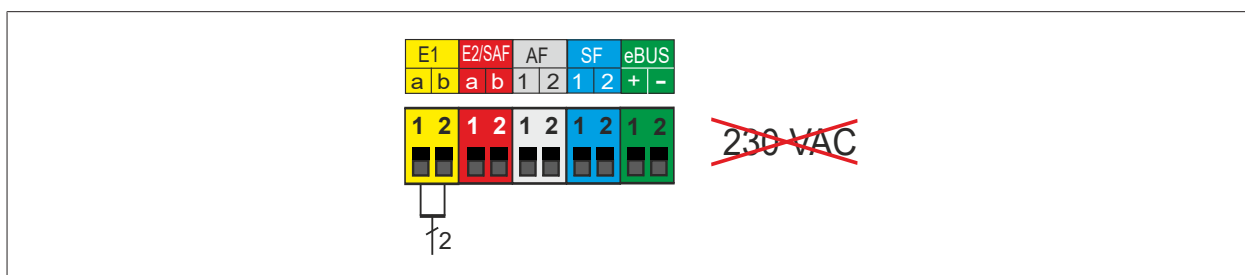 E1 E2/SAF AF SF eBUS
a b a b 1 2 1 2 + -
1 2 1 2 1 2 1 2 1 2
230 VAC
2